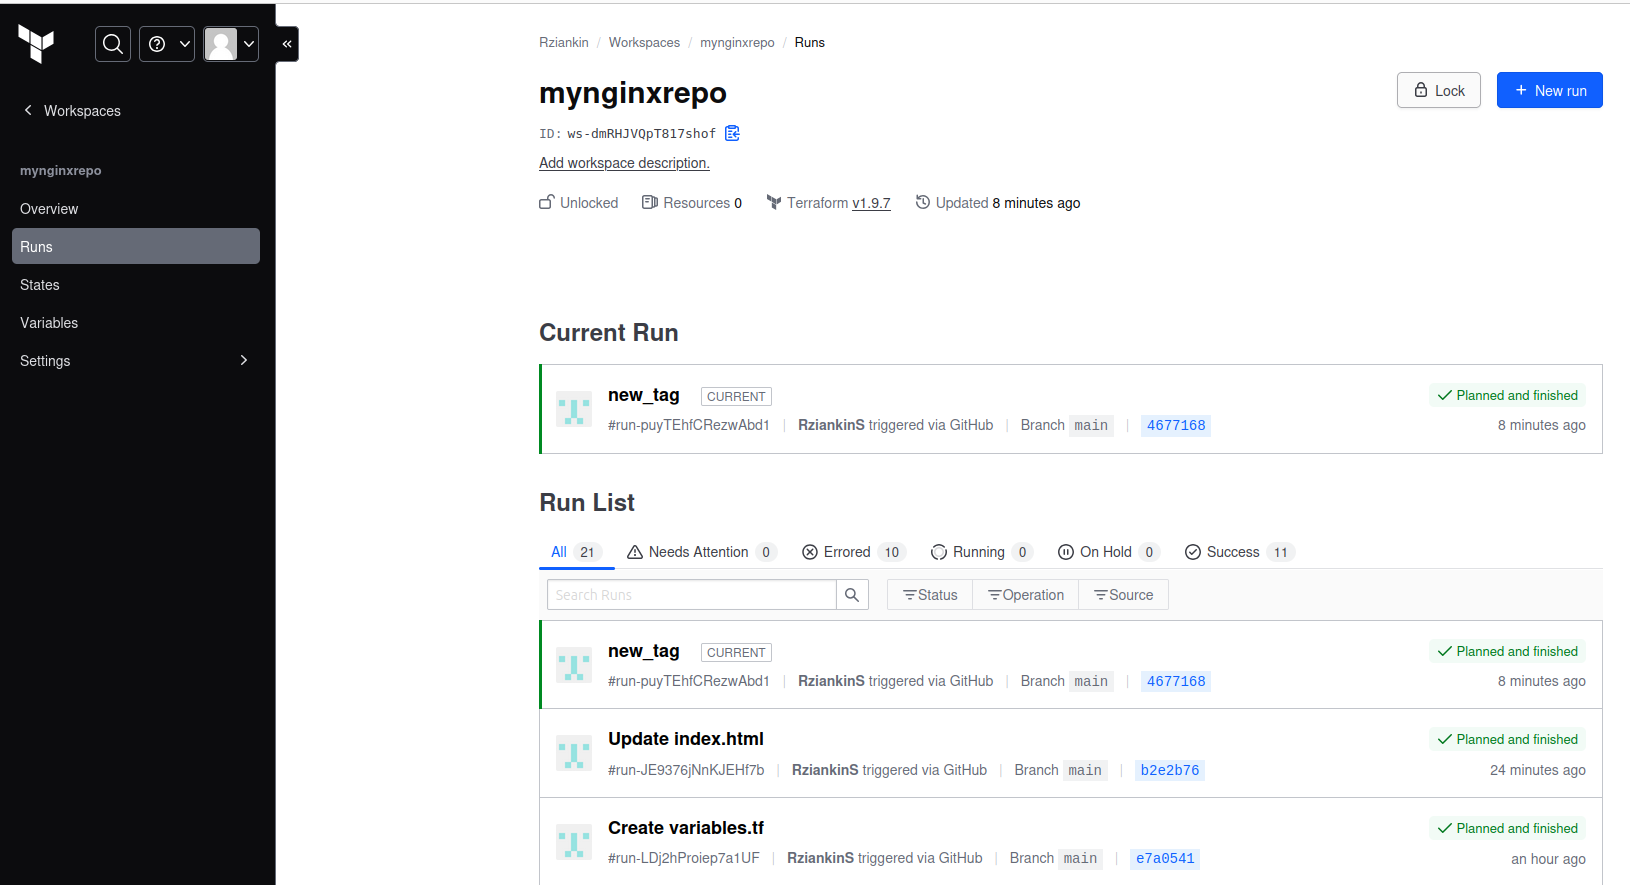 Workspaces
mynginxrepo
Overview
Runs
States
Variables
Settings
Rziankin / Workspaces / mynginxrepo / Runs
mynginxrepo
Lock
+ New run
ID: ws-dmRHJVQpT817shof
Add workspace description.
Unlocked Resources 0 Terraform v1.9.7 Updated 8 minutes ago
Current Run
new_tag CURRENT Planned and finished
#run-puyTEhfCRezwAbd1 | RziankinS triggered via GitHub | Branch main | 4677168 8 minutes ago
Run List
All 21 Needs Attention 0 Errored 10 Running 0 On Hold 0 Success 11
Search Runs Status Operation Source
new_tag CURRENT Planned and finished
#run-puyTEhfCRezwAbd1 | RziankinS triggered via GitHub | Branch main | 4677168 8 minutes ago
Update index.html Planned and finished
#run-JE9376jNnKJEHf7b | RziankinS triggered via GitHub | Branch main | b2e2b76 24 minutes ago
Create variables.tf Planned and finished
#run-LDj2hProiep7a1UF | RziankinS triggered via GitHub | Branch main | e7a0541 an hour ago